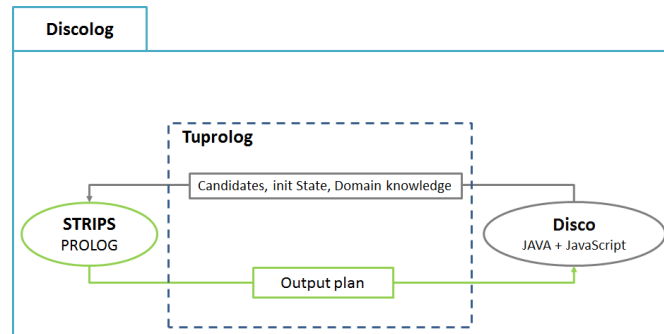 Discolog
Tuprolog
Candidates, init State, Domain knowledge
STRIPS
PROLOG
Disco
JAVA + JavaScript
Output plan